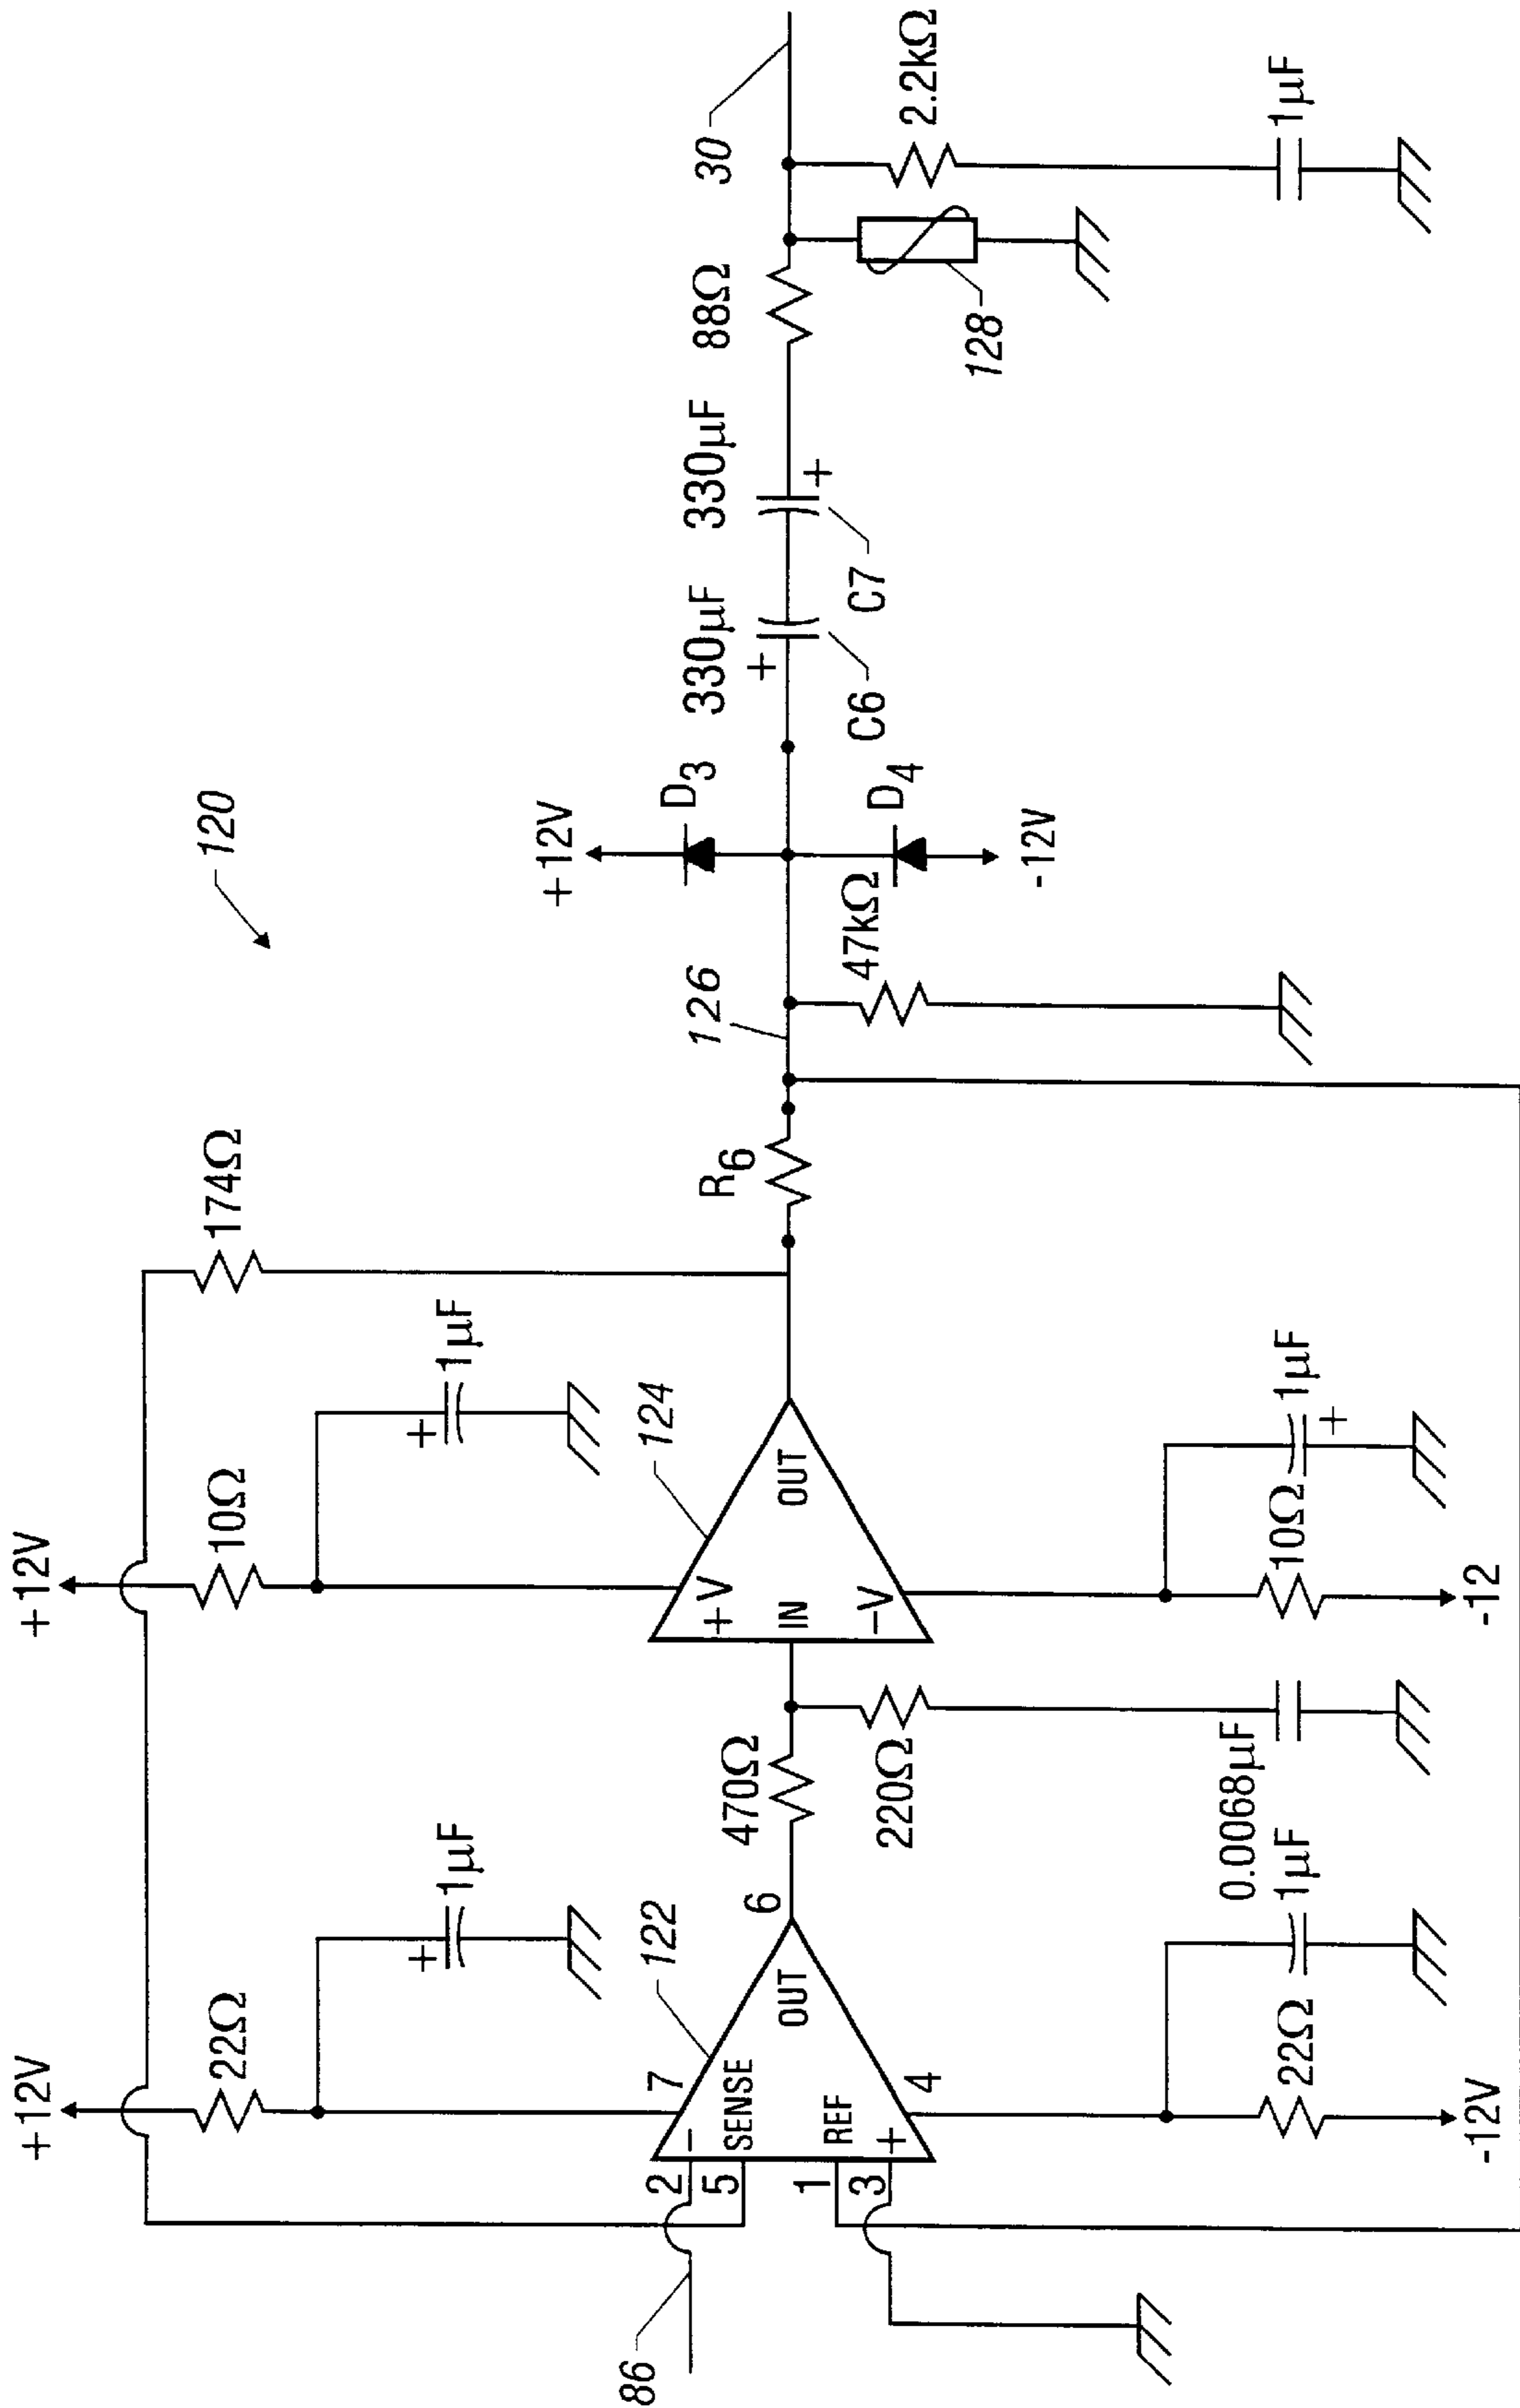 120
+12V
22Ω
1µF
+
+12V
10Ω
1µF
+
174Ω
86
2
5
1
3
-
SENSE
REF
+
7
4
OUT
6
122
470Ω
220Ω
0.0068µF
22Ω
1µF
-12V
+V
IN
-V
OUT
124
10Ω
1µF
+
-12
R6
126
47kΩ
+12V
D3
D4
-12V
330µF
+
C6
330µF
+
C7
88Ω
128
30
2.2kΩ
1µF